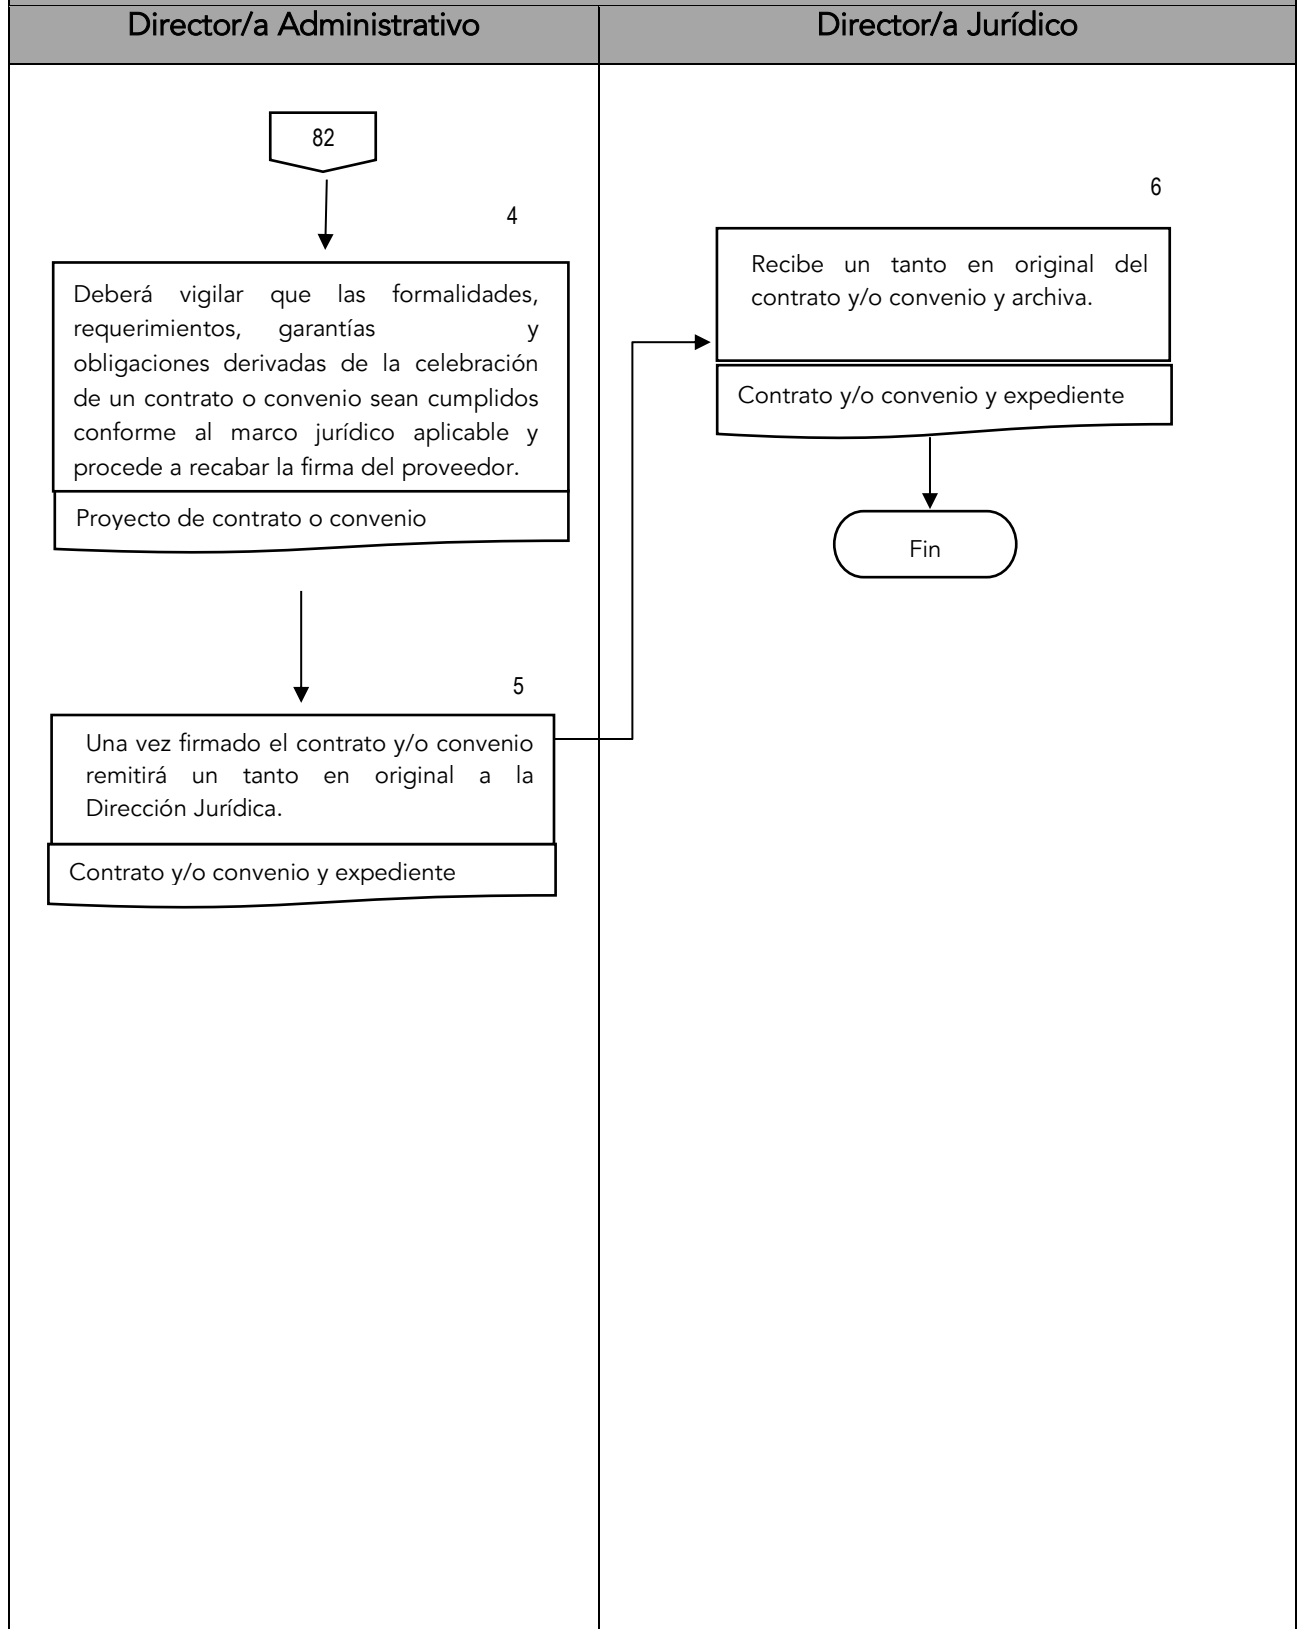 Director/a Administrativo
Director/a Jurídico
82
4
Deberá vigilar que las formalidades,
requerimientos, garantías y
obligaciones derivadas de la celebración
de un contrato o convenio sean cumplidos
conforme al marco jurídico aplicable y
procede a recabar la firma del proveedor.
Proyecto de contrato o convenio
5
Una vez firmado el contrato y/o convenio
remitirá un tanto en original a la
Dirección Jurídica.
Contrato y/o convenio y expediente
6
Recibe un tanto en original del
contrato y/o convenio y archiva.
Contrato y/o convenio y expediente
Fin